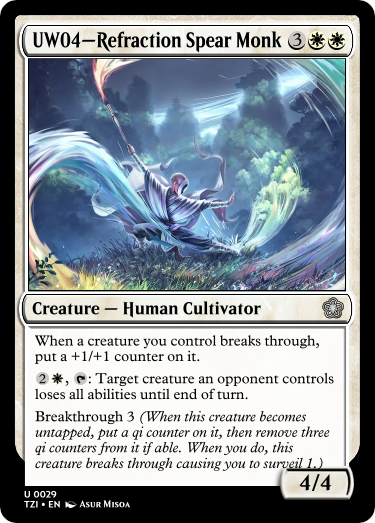 UW04—Refraction Spear Monk 3
Creature — Human Cultivator
When a creature you control breaks through,
put a +1/+1 counter on it.
2, : Target creature an opponent controls
loses all abilities until end of turn.
Breakthrough 3 (When this creature becomes
untapped, put a qi counter on it, then remove three
qi counters from it if able. When you do, this
creature breaks through causing you to surveil 1.)
4/4
U 0029
TZI • EN Asur Misoa